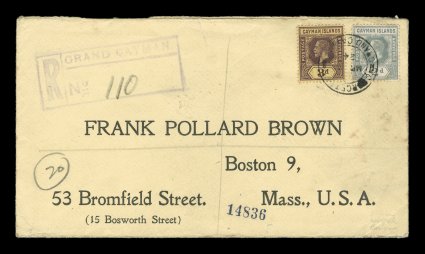 GRAND CAYMAN.
R No 110
CAYMAN ISLANDS
CAYMAN ISLANDS
3d
FRANK POLLARD BROWN
Boston 9,
20
53 Bromfield Street.
Mass., U. S. A.
(15 Bosworth Street)
14836